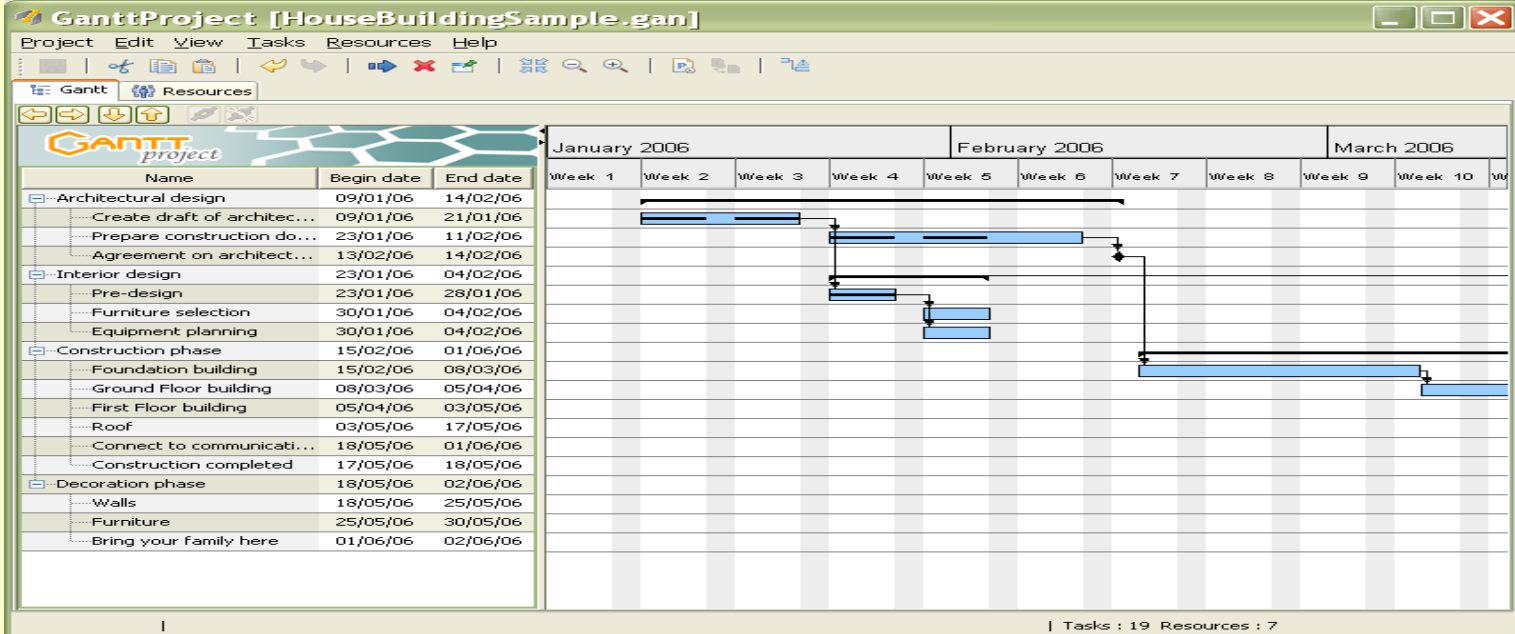 GanttProject [HouseBuildingSample.gan]
Project Edit View Tasks Resources Help
Gantt Resources
GANTT project
January 2006 February 2006 March 2006
Name Begin date End date Week 1 Week 2 Week 3 Week 4 Week 5 Week 6 Week 7 Week 8 Week 9 Week 10 W
Architectural design 09/01/06 14/02/06
Create draft of architec... 09/01/06 21/01/06
Prepare construction do... 23/01/06 11/02/06
Agreement on architect... 13/02/06 14/02/06
Interior design 23/01/06 04/02/06
Pre-design 23/01/06 28/01/06
Furniture selection 30/01/06 04/02/06
Equipment planning 30/01/06 04/02/06
Construction phase 15/02/06 01/06/06
Foundation building 15/02/06 08/03/06
Ground Floor building 08/03/06 05/04/06
First Floor building 05/04/06 03/05/06
Roof 03/05/06 17/05/06
Connect to communicati... 18/05/06 01/06/06
Construction completed 17/05/06 18/05/06
Decoration phase 18/05/06 02/06/06
Walls 18/05/06 25/05/06
Furniture 25/05/06 30/05/06
Bring your family here 01/06/06 02/06/06
Tasks : 19 Resources : 7